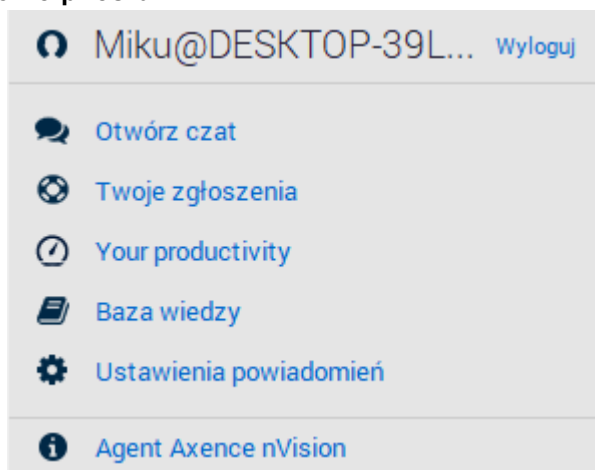 Miku@DESKTOP-39L... Wyloguj
Otwórz czat
Twoje zgłoszenia
Your productivity
Baza wiedzy
Ustawienia powiadomień
Agent Axence nVision